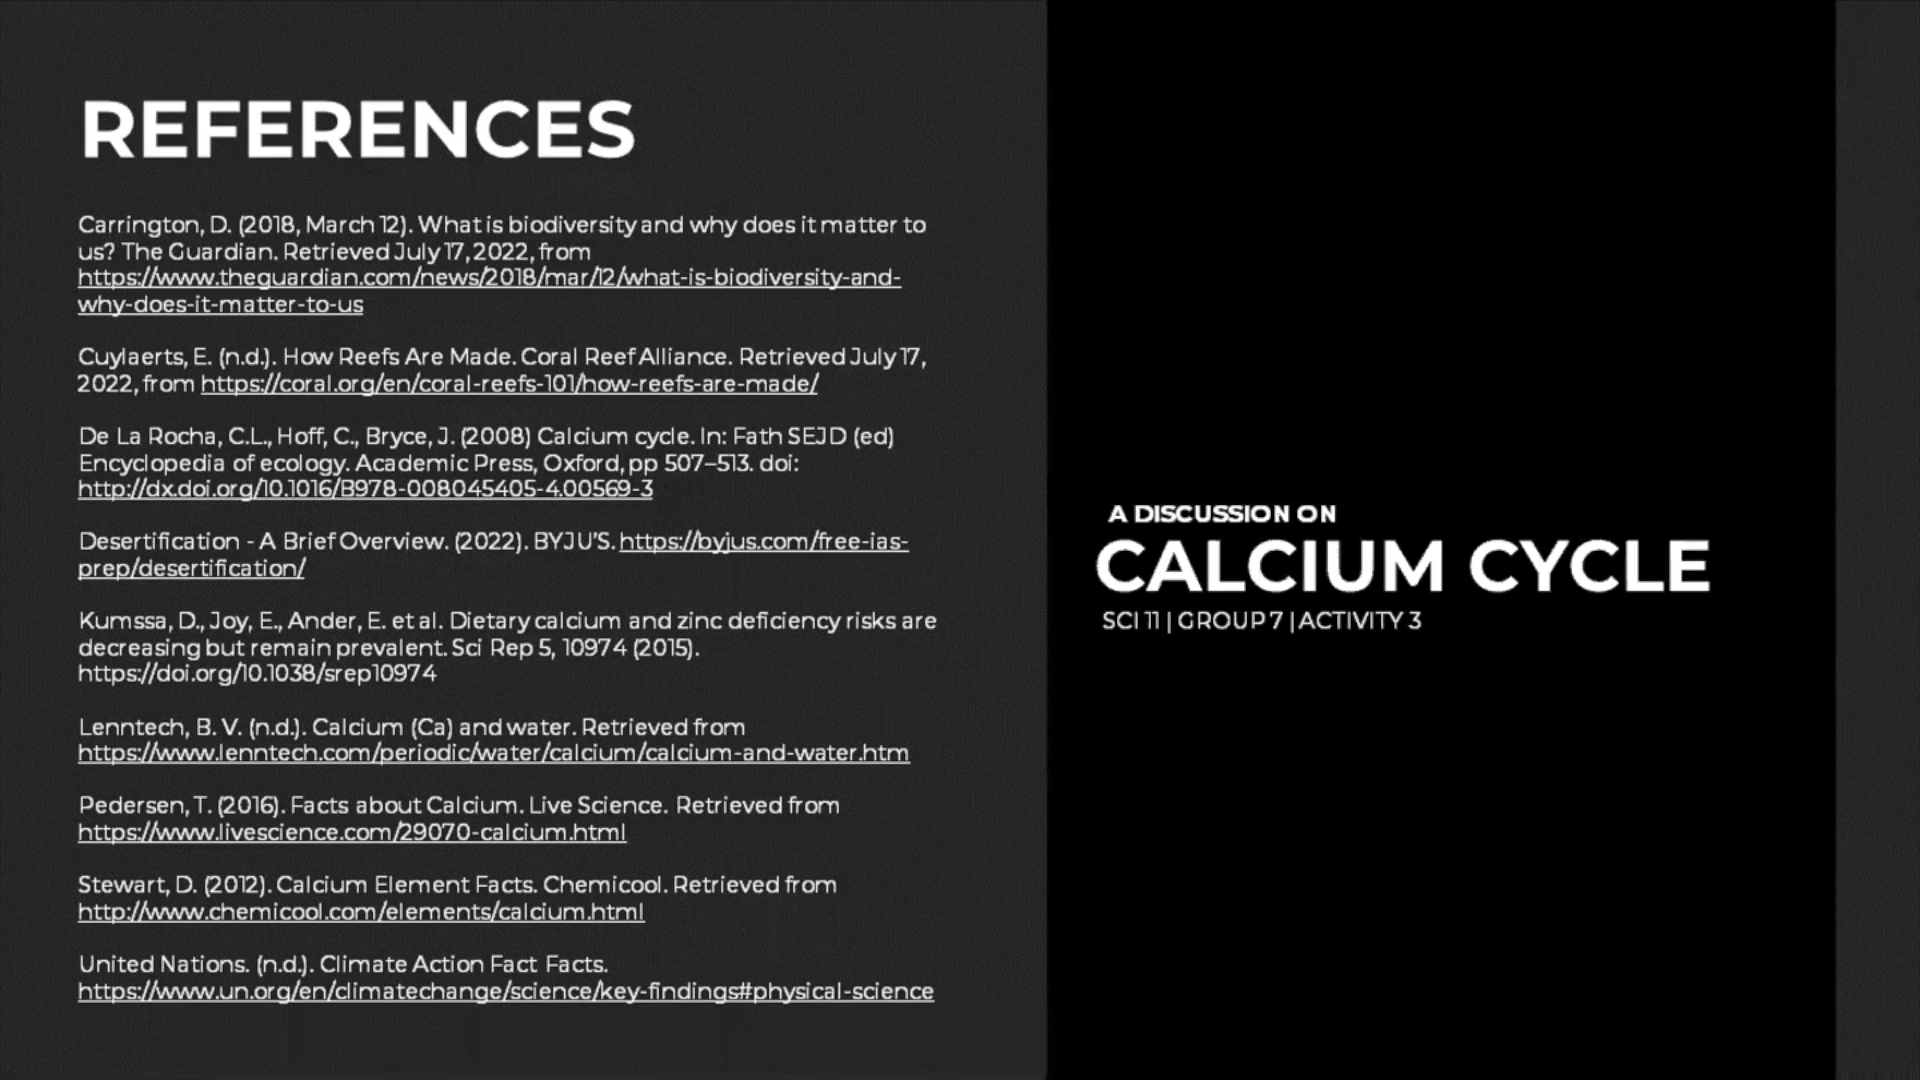 REFERENCES
Carrington, D. (2018, March 12). What is biodiversity and why does it matter to
us? The Guardian. Retrieved July 17, 2022, from
https://www.theguardian.com/news/2018/mar/12/what-is-biodiversity-and-
why-does-it-matter-to-us
Cuylaerts, E. (n.d.). How Reefs Are Made. Coral Reef Alliance. Retrieved July 17,
2022, from https://coral.org/en/coral-reefs-101/how-reefs-are-made/
De La Rocha, C.L., Hoff, C., Bryce, J. (2008) Calcium cycle. In: Fath SEJD (ed)
Encyclopedia of ecology. Academic Press, Oxford, pp 507–513. doi:
http://dx.doi.org/10.1016/B978-008045405-4.00569-3
Desertification - A Brief Overview. (2022). BYJU'S. https://byjus.com/free-ias-
prep/desertification/
Kumssa, D., Joy, E., Ander, E. et al. Dietary calcium and zinc deficiency risks are
decreasing but remain prevalent. Sci Rep 5, 10974 (2015).
https://doi.org/10.1038/srep10974
Lenntech, B. V. (n.d.). Calcium (Ca) and water. Retrieved from
https://www.lenntech.com/periodic/water/calcium/calcium-and-water.htm
Pedersen, T. (2016). Facts about Calcium. Live Science. Retrieved from
https://www.livescience.com/29070-calcium.html
Stewart, D. (2012). Calcium Element Facts. Chemicool. Retrieved from
http://www.chemicool.com/elements/calcium.html
United Nations. (n.d.). Climate Action Fact Facts.
https://www.un.org/en/climatechange/science/key-findings#physical-science
A DISCUSSION ON
CALCIUM CYCLE
SCI 11 | GROUP 7 | ACTIVITY 3